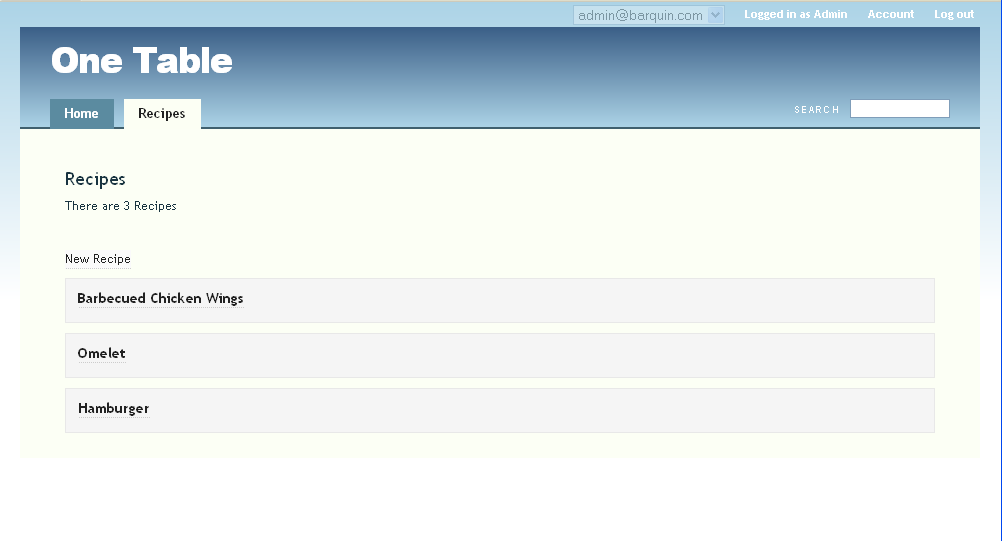 admin@barquin.com Logged in as Admin Account Log out
One Table
Home Recipes SEARCH
Recipes
There are 3 Recipes
New Recipe
Barbecued Chicken Wings
Omelet
Hamburger